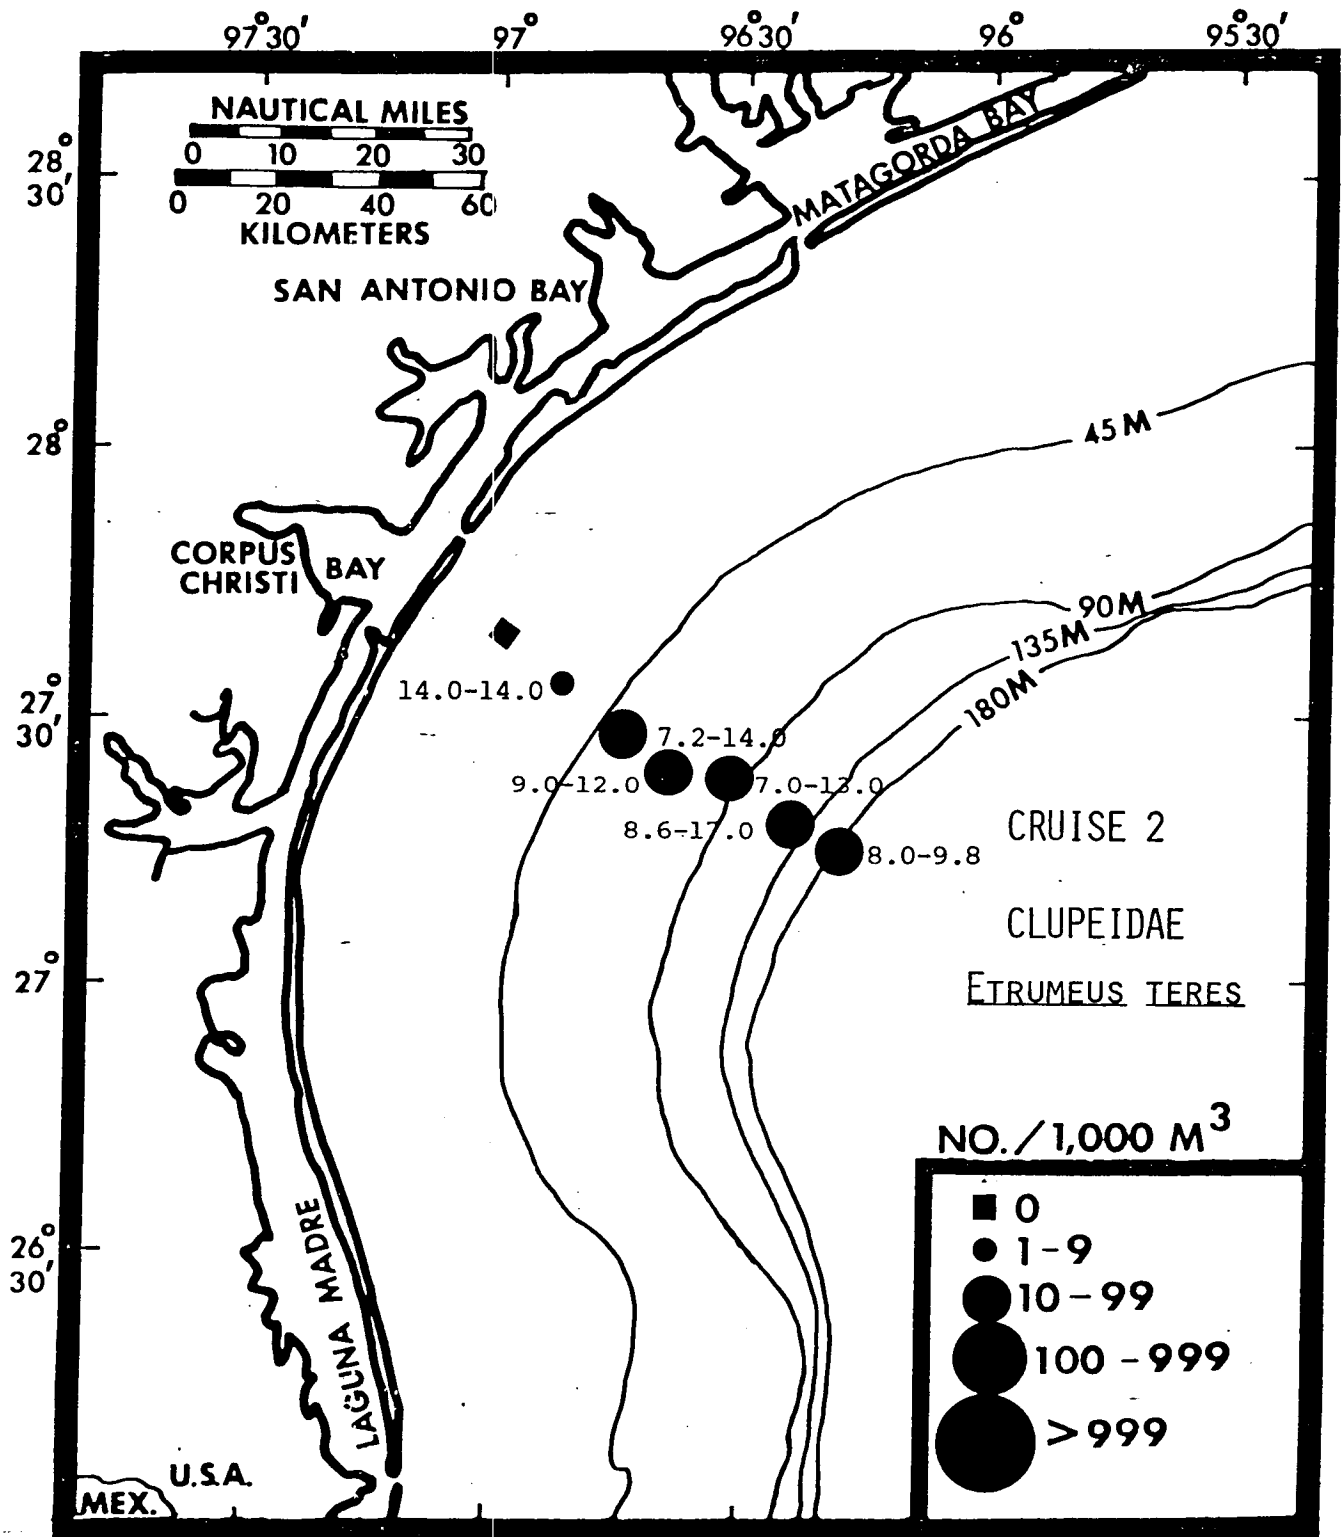 97°30' 97° 96°30' 96° 95°30'
NAUTICAL MILES
0 10 20 30
0 20 40 60
KILOMETERS
28°
30'
MATAGORDA BAY
SAN ANTONIO BAY
28°
45M
CORPUS
CHRISTI
BAY
90M
135M
180M
27°
30'
14.0-14.0
7.2-14.0
9.0-12.0
7.0-13.0
8.6-17.0
8.0-9.8
CRUISE 2
CLUPEIDAE
ETRUMEUS TERES
27°
NO./1,000 M³
0
1-9
10-99
100-999
>999
26°
30'
LAGUNA MADRE
U.S.A.
MEX.